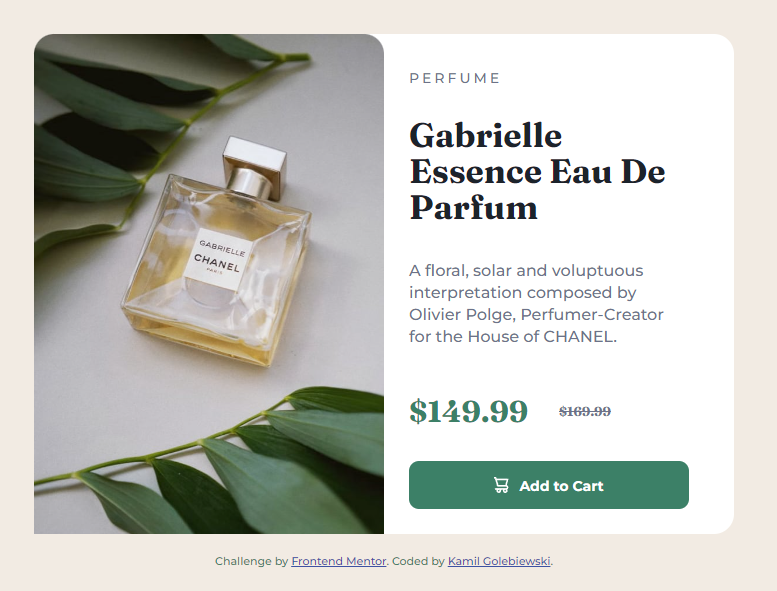 PERFUME
Gabrielle
Essence Eau De
Parfum
A floral, solar and voluptuous
interpretation composed by
Olivier Polge, Perfumer-Creator
for the House of CHANEL.
$149.99 $169.99
Add to Cart
GABRIELLE
CHANEL
PARIS
Challenge by Frontend Mentor. Coded by Kamil Golebiewski.